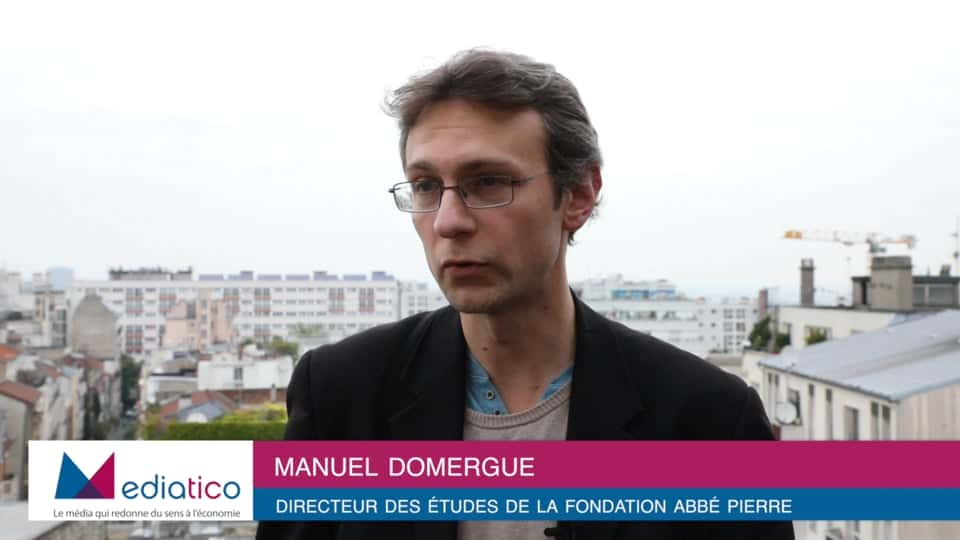 MANUEL DOMERGUE
Mediatico
Le média qui redonne du sens à l'économie
DIRECTEUR DES ÉTUDES DE LA FONDATION ABBÉ PIERRE